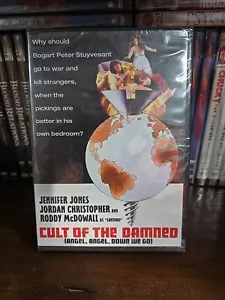 Why should
Bogart Peter Stuyvesant
go to war and
kill strangers,
when the
pickings are
better in his
own bedroom?
JENNIFER JONES
JORDAN CHRISTOPHER AND
RODDY McDOWALL AS "SANTORO"
CULT OF THE DAMNED
(ANGEL, ANGEL, DOWN WE GO)